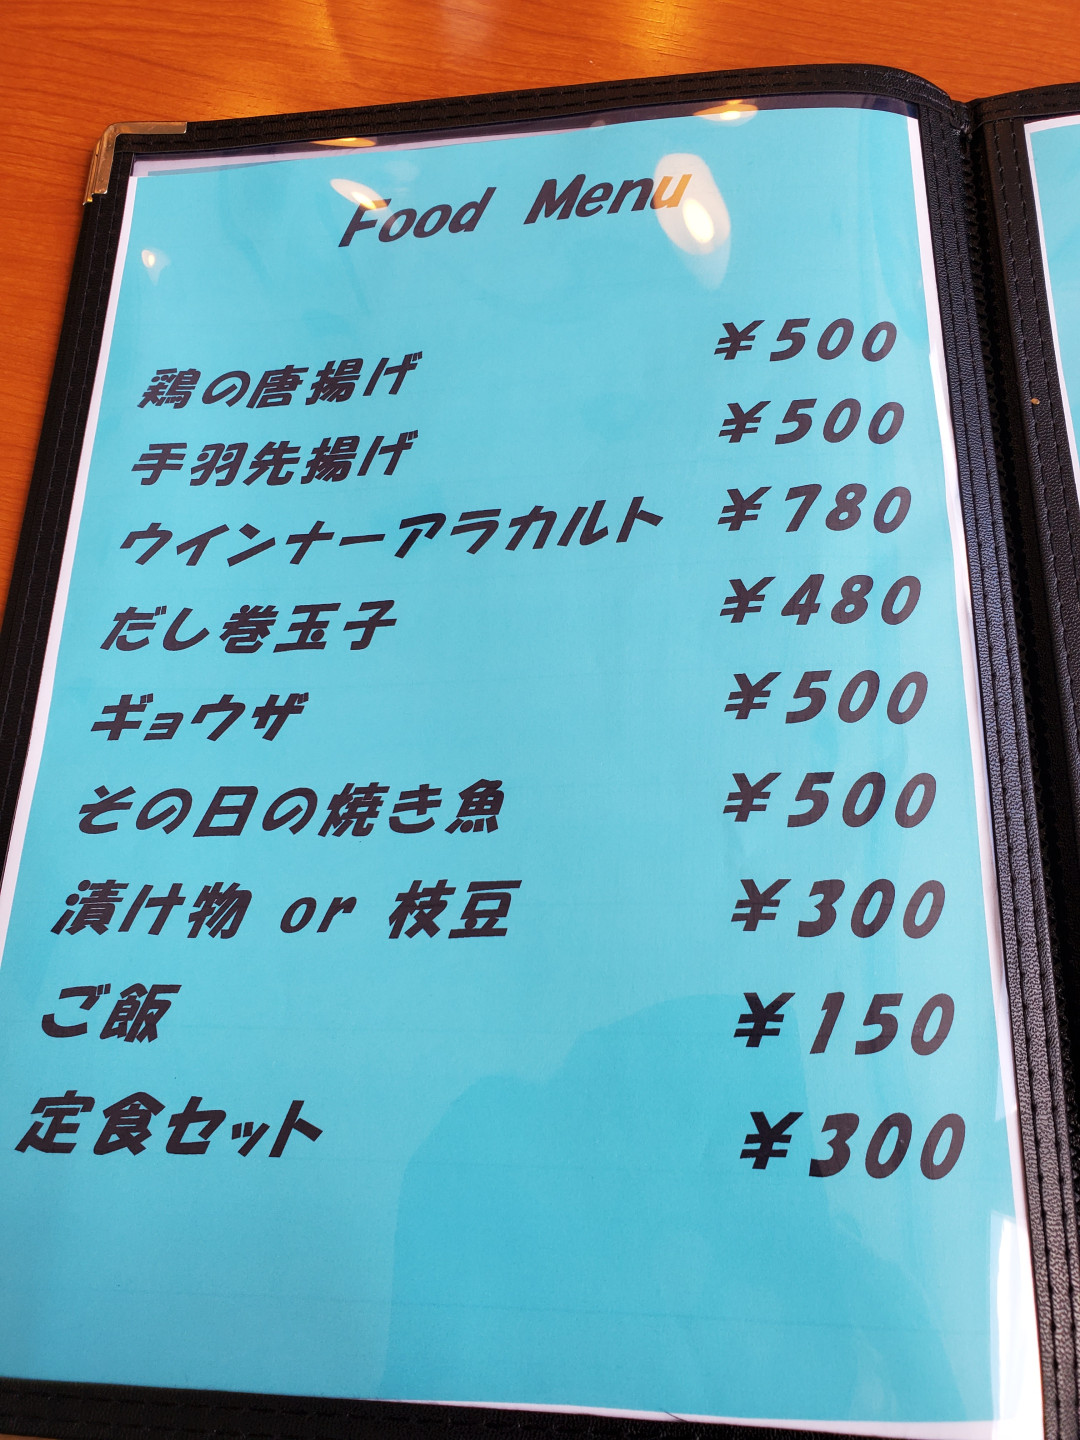 Food Menu
鶏の唐揚げ ¥500
手羽先揚げ ¥500
ウインナーアラカルト ¥780
だし巻玉子 ¥480
ギョウザ ¥500
その日の焼き魚 ¥500
漬け物 or 枝豆 ¥300
ご飯 ¥150
定食セット ¥300